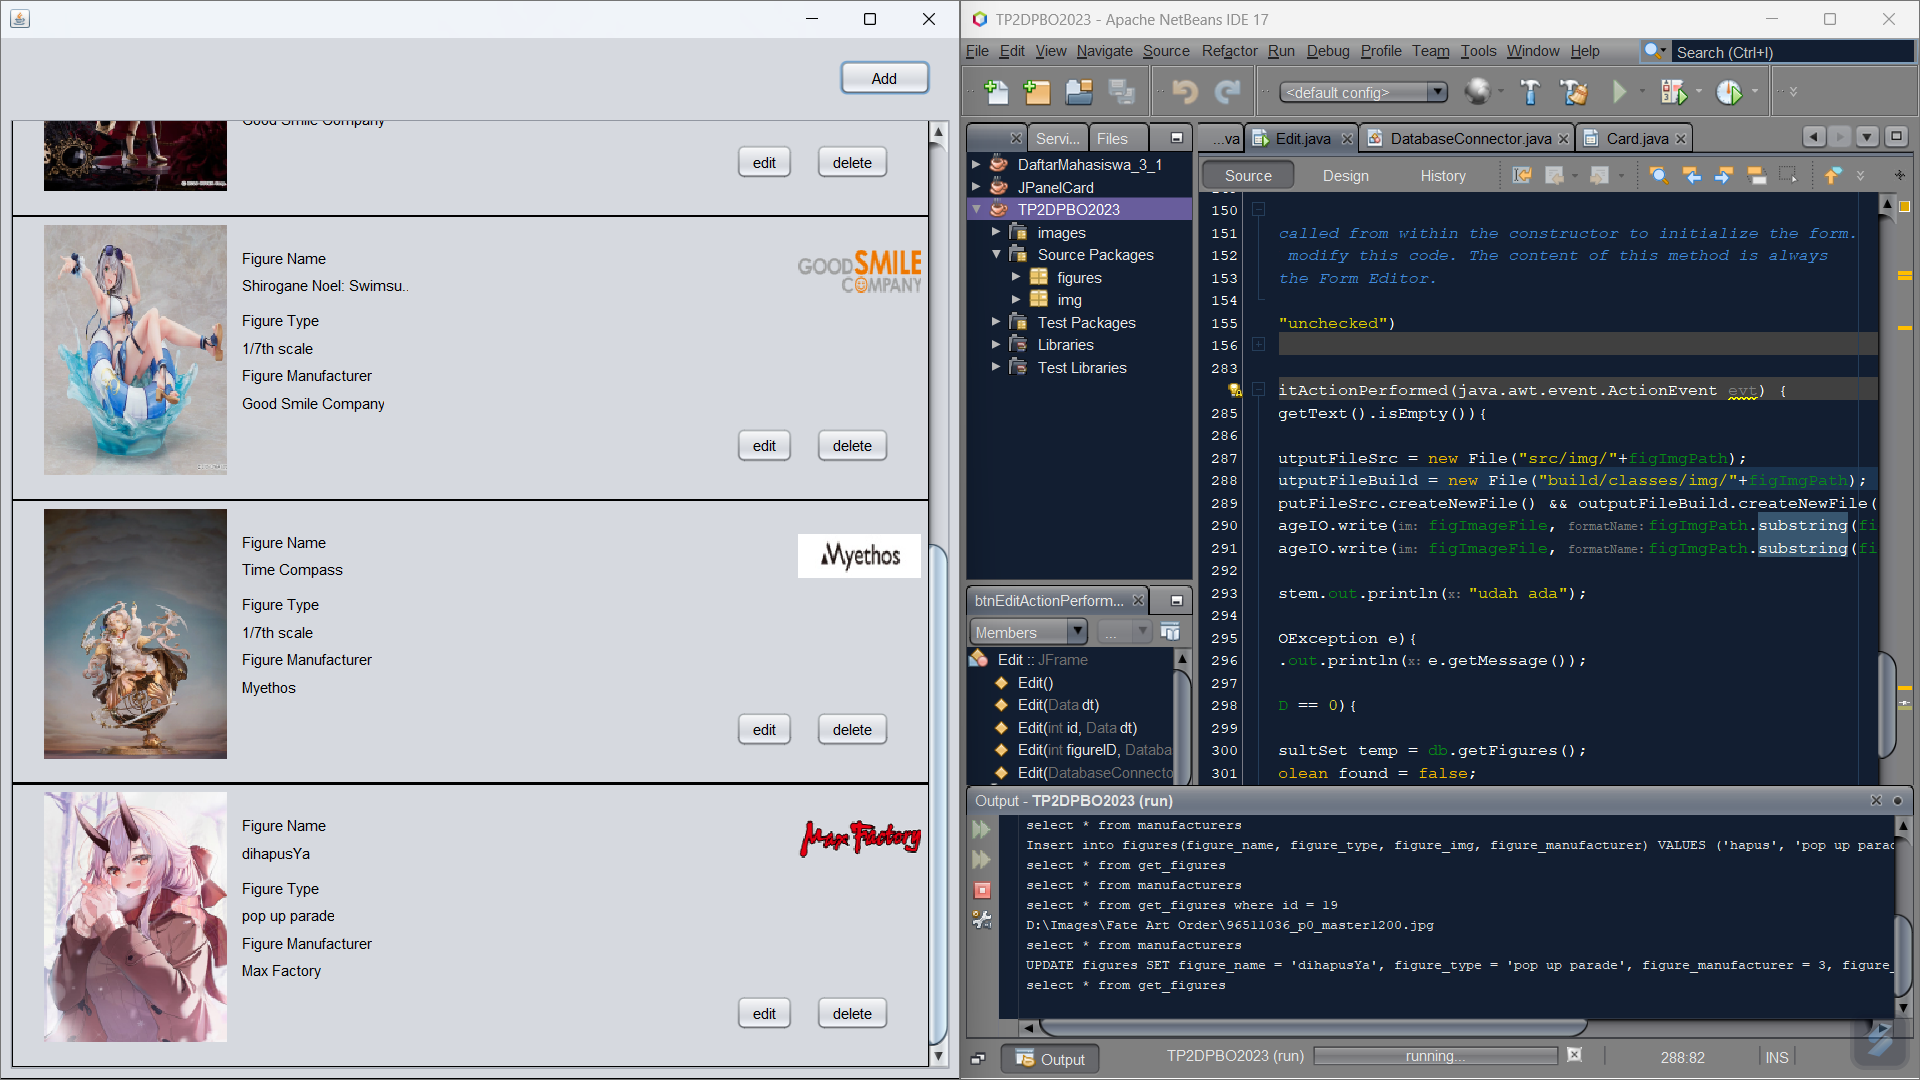 Add
Good Smile Company
edit
delete
Figure Name
Shirogane Noel: Swimsu..
Figure Type
1/7th scale
Figure Manufacturer
Good Smile Company
GOOD SMILE
COMPANY
edit
delete
Figure Name
Time Compass
Figure Type
1/7th scale
Figure Manufacturer
Myethos
Myethos
edit
delete
Figure Name
dihapusYa
Figure Type
pop up parade
Figure Manufacturer
Max Factory
Max Factory
edit
delete
TP2DPBO2023 - Apache NetBeans IDE 17
File Edit View Navigate Source Refactor Run Debug Profile Team Tools Window Help
Search (Ctrl+I)
<default config>
Servi...
Files
DaftarMahasiswa_3_1
JPanelCard
TP2DPBO2023
images
Source Packages
figures
img
Test Packages
Libraries
Test Libraries
btnEditActionPerform...
Members
...
Edit :: JFrame
Edit()
Edit(Data dt)
Edit(int id, Data dt)
Edit(int figureID, Databa
Edit(DatabaseConnecto
...va
Edit.java
DatabaseConnector.java
Card.java
Source
Design
History
150
151 called from within the constructor to initialize the form.
152 modify this code. The content of this method is always
153 the Form Editor.
154
155 "unchecked")
156
283
itActionPerformed(java.awt.event.ActionEvent evt) {
285 getText().isEmpty()){
286
287 utputFileSrc = new File("src/img/"+figImgPath);
288 utputFileBuild = new File("build/classes/img/"+figImgPath);
289 putFileSrc.createNewFile() && outputFileBuild.createNewFile(
290 ageIO.write(im: figImageFile, formatName: figImgPath.substring(fi
291 ageIO.write(im: figImageFile, formatName: figImgPath.substring(fi
292
293 stem.out.println(x: "udah ada");
294
295 OException e){
296 .out.println(x: e.getMessage());
297
298 D == 0){
299
300 sultSet temp = db.getFigures();
301 olean found = false;
Output - TP2DPBO2023 (run)
select * from manufacturers
Insert into figures(figure_name, figure_type, figure_img, figure_manufacturer) VALUES ('hapus', 'pop up para
select * from get_figures
select * from manufacturers
select * from get_figures where id = 19
D:\Images\Fate Art Order\96511036_p0_master1200.jpg
select * from manufacturers
UPDATE figures SET figure_name = 'dihapusYa', figure_type = 'pop up parade', figure_manufacturer = 3, figure_
select * from get_figures
Output
TP2DPBO2023 (run)
running...
288:82
INS